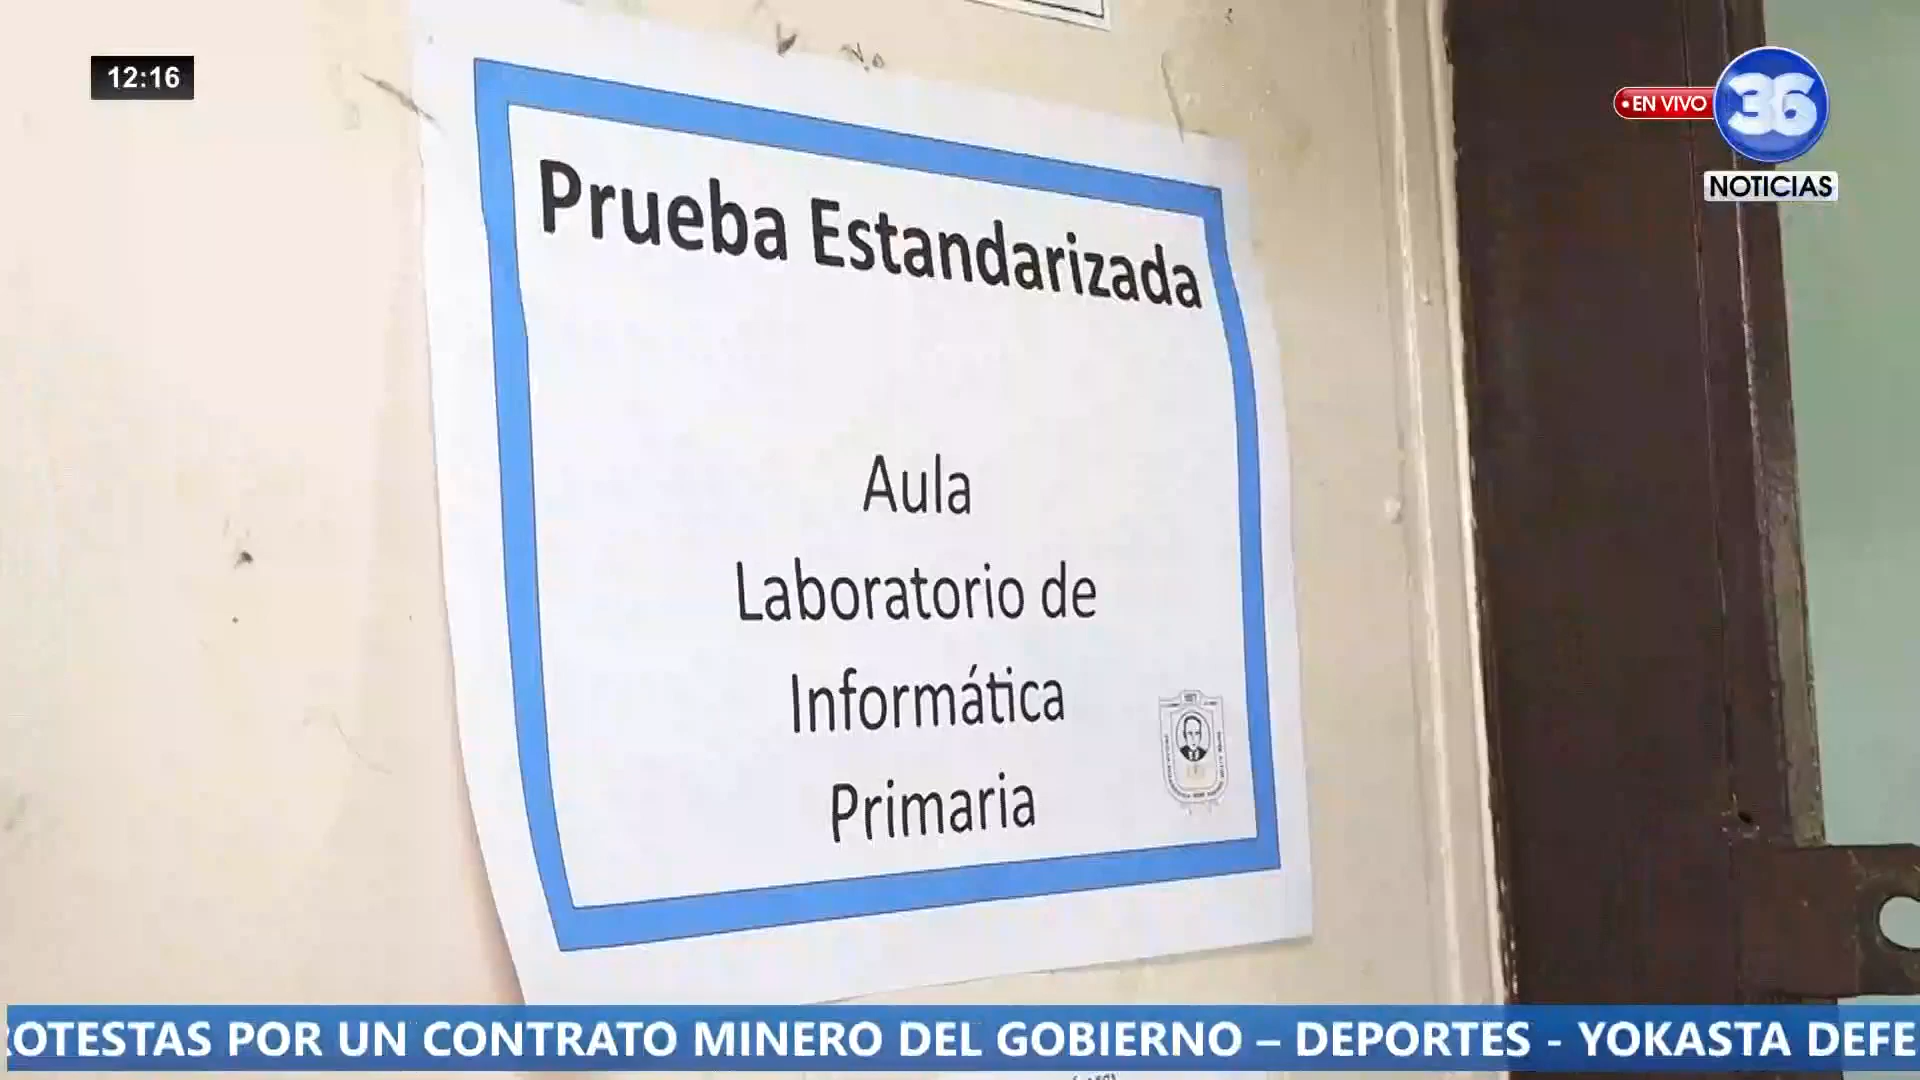 12:16
• EN VIVO
36
NOTICIAS
Prueba Estandarizada
Aula
Laboratorio de
Informática
Primaria
ROTESTAS POR UN CONTRATO MINERO DEL GOBIERNO – DEPORTES - YOKASTA DEFE